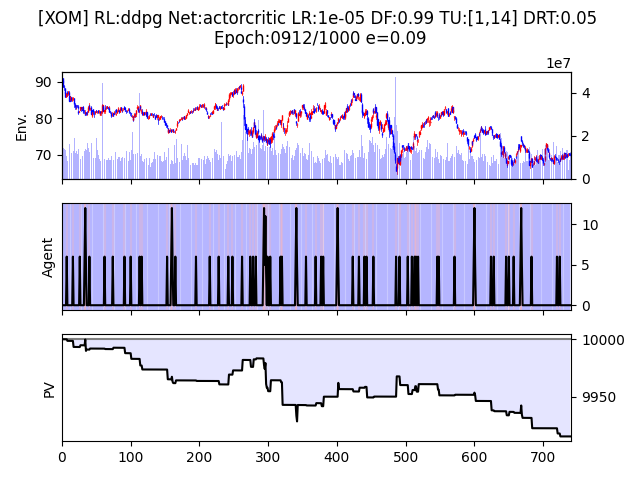 [XOM] RL:ddpg Net:actorcritic LR:1e-05 DF:0.99 TU:[1,14] DRT:0.05
Epoch:0912/1000 e=0.09
1e7
90
80
70
Env.
4
2
0
Agent
10
5
0
PV
10000
9950
0 100 200 300 400 500 600 700